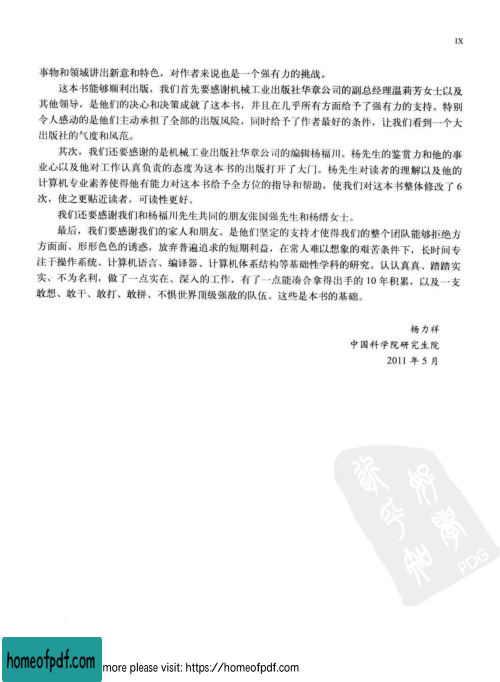 IX
事物和领域讲出新意和特色，对作者来说也是一个强有力的挑战。
这本书能够顺利出版，我们首先要感谢机械工业出版社华章公司的副总经理温莉芳女士以及
其他领导，是他们的决心和决策成就了这本书，并且在几乎所有方面给予了强有力的支持。特别
令人感动的是他们主动承担了全部的出版风险，同时给予了作者最好的条件，让我们看到一个大
出版社的气度和风范。
其次，我们还要感谢的是机械工业出版社华章公司的编辑杨福川。杨先生的鉴赏力和他的事
业心以及他对工作认真负责的态度为这本书的出版打开了大门。杨先生对读者的理解以及他的
计算机专业素养使得他有能力对这本书给予全方位的指导和帮助，使我们对这本书整体修改了 6
次，使之更贴近读者，可读性更好。
我们还要感谢我们和杨福川先生共同的朋友张国强先生和杨缙女士。
最后，我们要感谢我们的家人和朋友。是他们坚定的支持才使得我们的整个团队能够拒绝方
方面面、形形色色的诱惑，放弃普遍追求的短期利益，在常人难以想象的艰苦条件下，长时间专
注于操作系统、计算机语言、编译器、计算机体系结构等基础性学科的研究。认认真真、踏踏实
实、不为名利，做了一点实在、深入的工作，有了一点能凑合拿得出手的 10 年积累，以及一支
敢想、敢干、敢打、敢拼、不惧世界顶级强敌的队伍。这些是本书的基础。
杨力祥
中国科学院研究生院
2011 年 5 月
PDG
homeofpdf.com
more please visit: https://homeofpdf.com